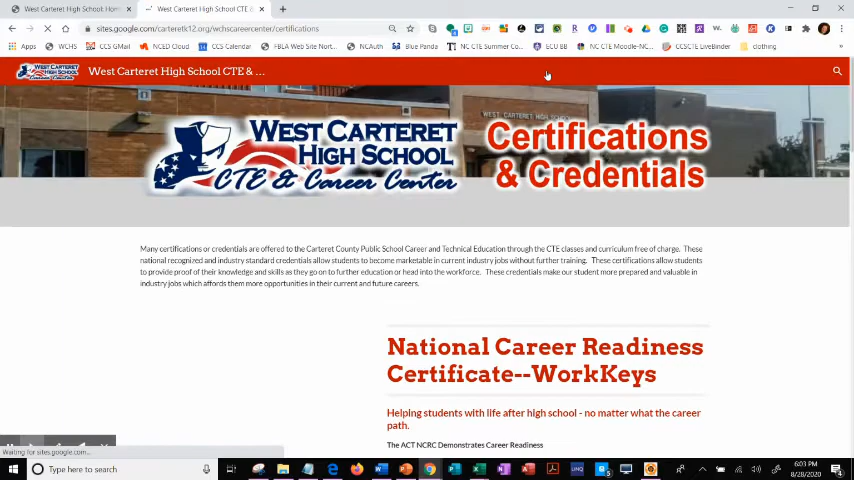 West Carteret High School Hom
West Carteret High School CTE &
sites.google.com/carteretk12.org/wchscareercenter/certifications
Apps WCHS CCS GMail NCED Cloud CCS Calendar FBLA Web Site Nort... NCAuth Blue Panda NC CTE Summer Co... ECU BB NC CTE Moodle-NC... CCSCTE LiveBinder clothing
West Carteret High School CTE & ...
WEST CARTERET
HIGH SCHOOL
CTE & Career Center
Certifications
& Credentials
Many certifications or credentials are offered to the Carteret County Public School Career and Technical Education through the CTE classes and curriculum free of charge. These
national recognized and industry standard credentials allow students to become marketable in current industry jobs without further training. These certifications allow students
to provide proof of their knowledge and skills as they go on to further education or head into the workforce. These credentials make our student more prepared and valuable in
industry jobs which affords them more opportunities in their current and future careers.
National Career Readiness
Certificate--WorkKeys
Helping students with life after high school - no matter what the career
path.
The ACT NCRC Demonstrates Career Readiness
Waiting for sites.google.com...
Type here to search
6:03 PM
8/28/2020